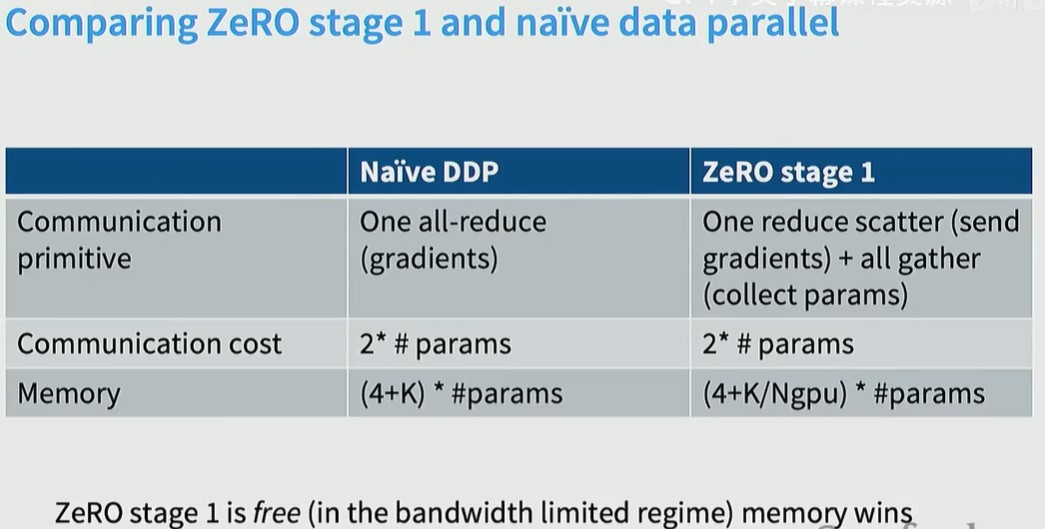 Comparing ZeRO stage 1 and naïve data parallel
Naïve DDP
ZeRO stage 1
Communication
primitive
One all-reduce
(gradients)
One reduce scatter (send
gradients) + all gather
(collect params)
Communication cost
2* # params
2* # params
Memory
(4+K) * #params
(4+K/Ngpu) * #params
ZeRO stage 1 is free (in the bandwidth limited regime) memory wins